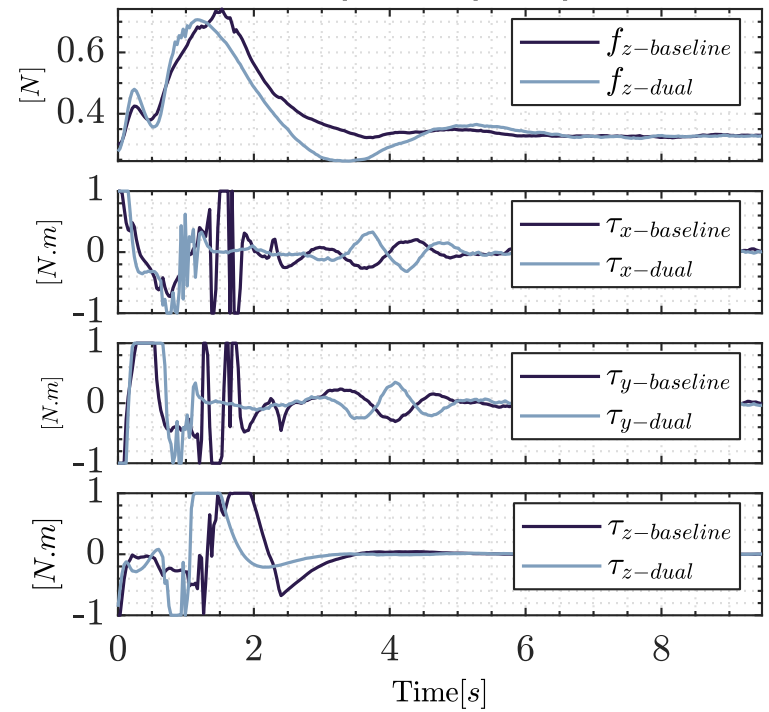 [N]
0.6
0.4
f_{z-baseline}
f_{z-dual}
[N.m]
1
0
-1
τ_{x-baseline}
τ_{x-dual}
[N.m]
1
0
-1
τ_{y-baseline}
τ_{y-dual}
[N.m]
1
0
-1
τ_{z-baseline}
τ_{z-dual}
0 2 4 6 8
Time[s]